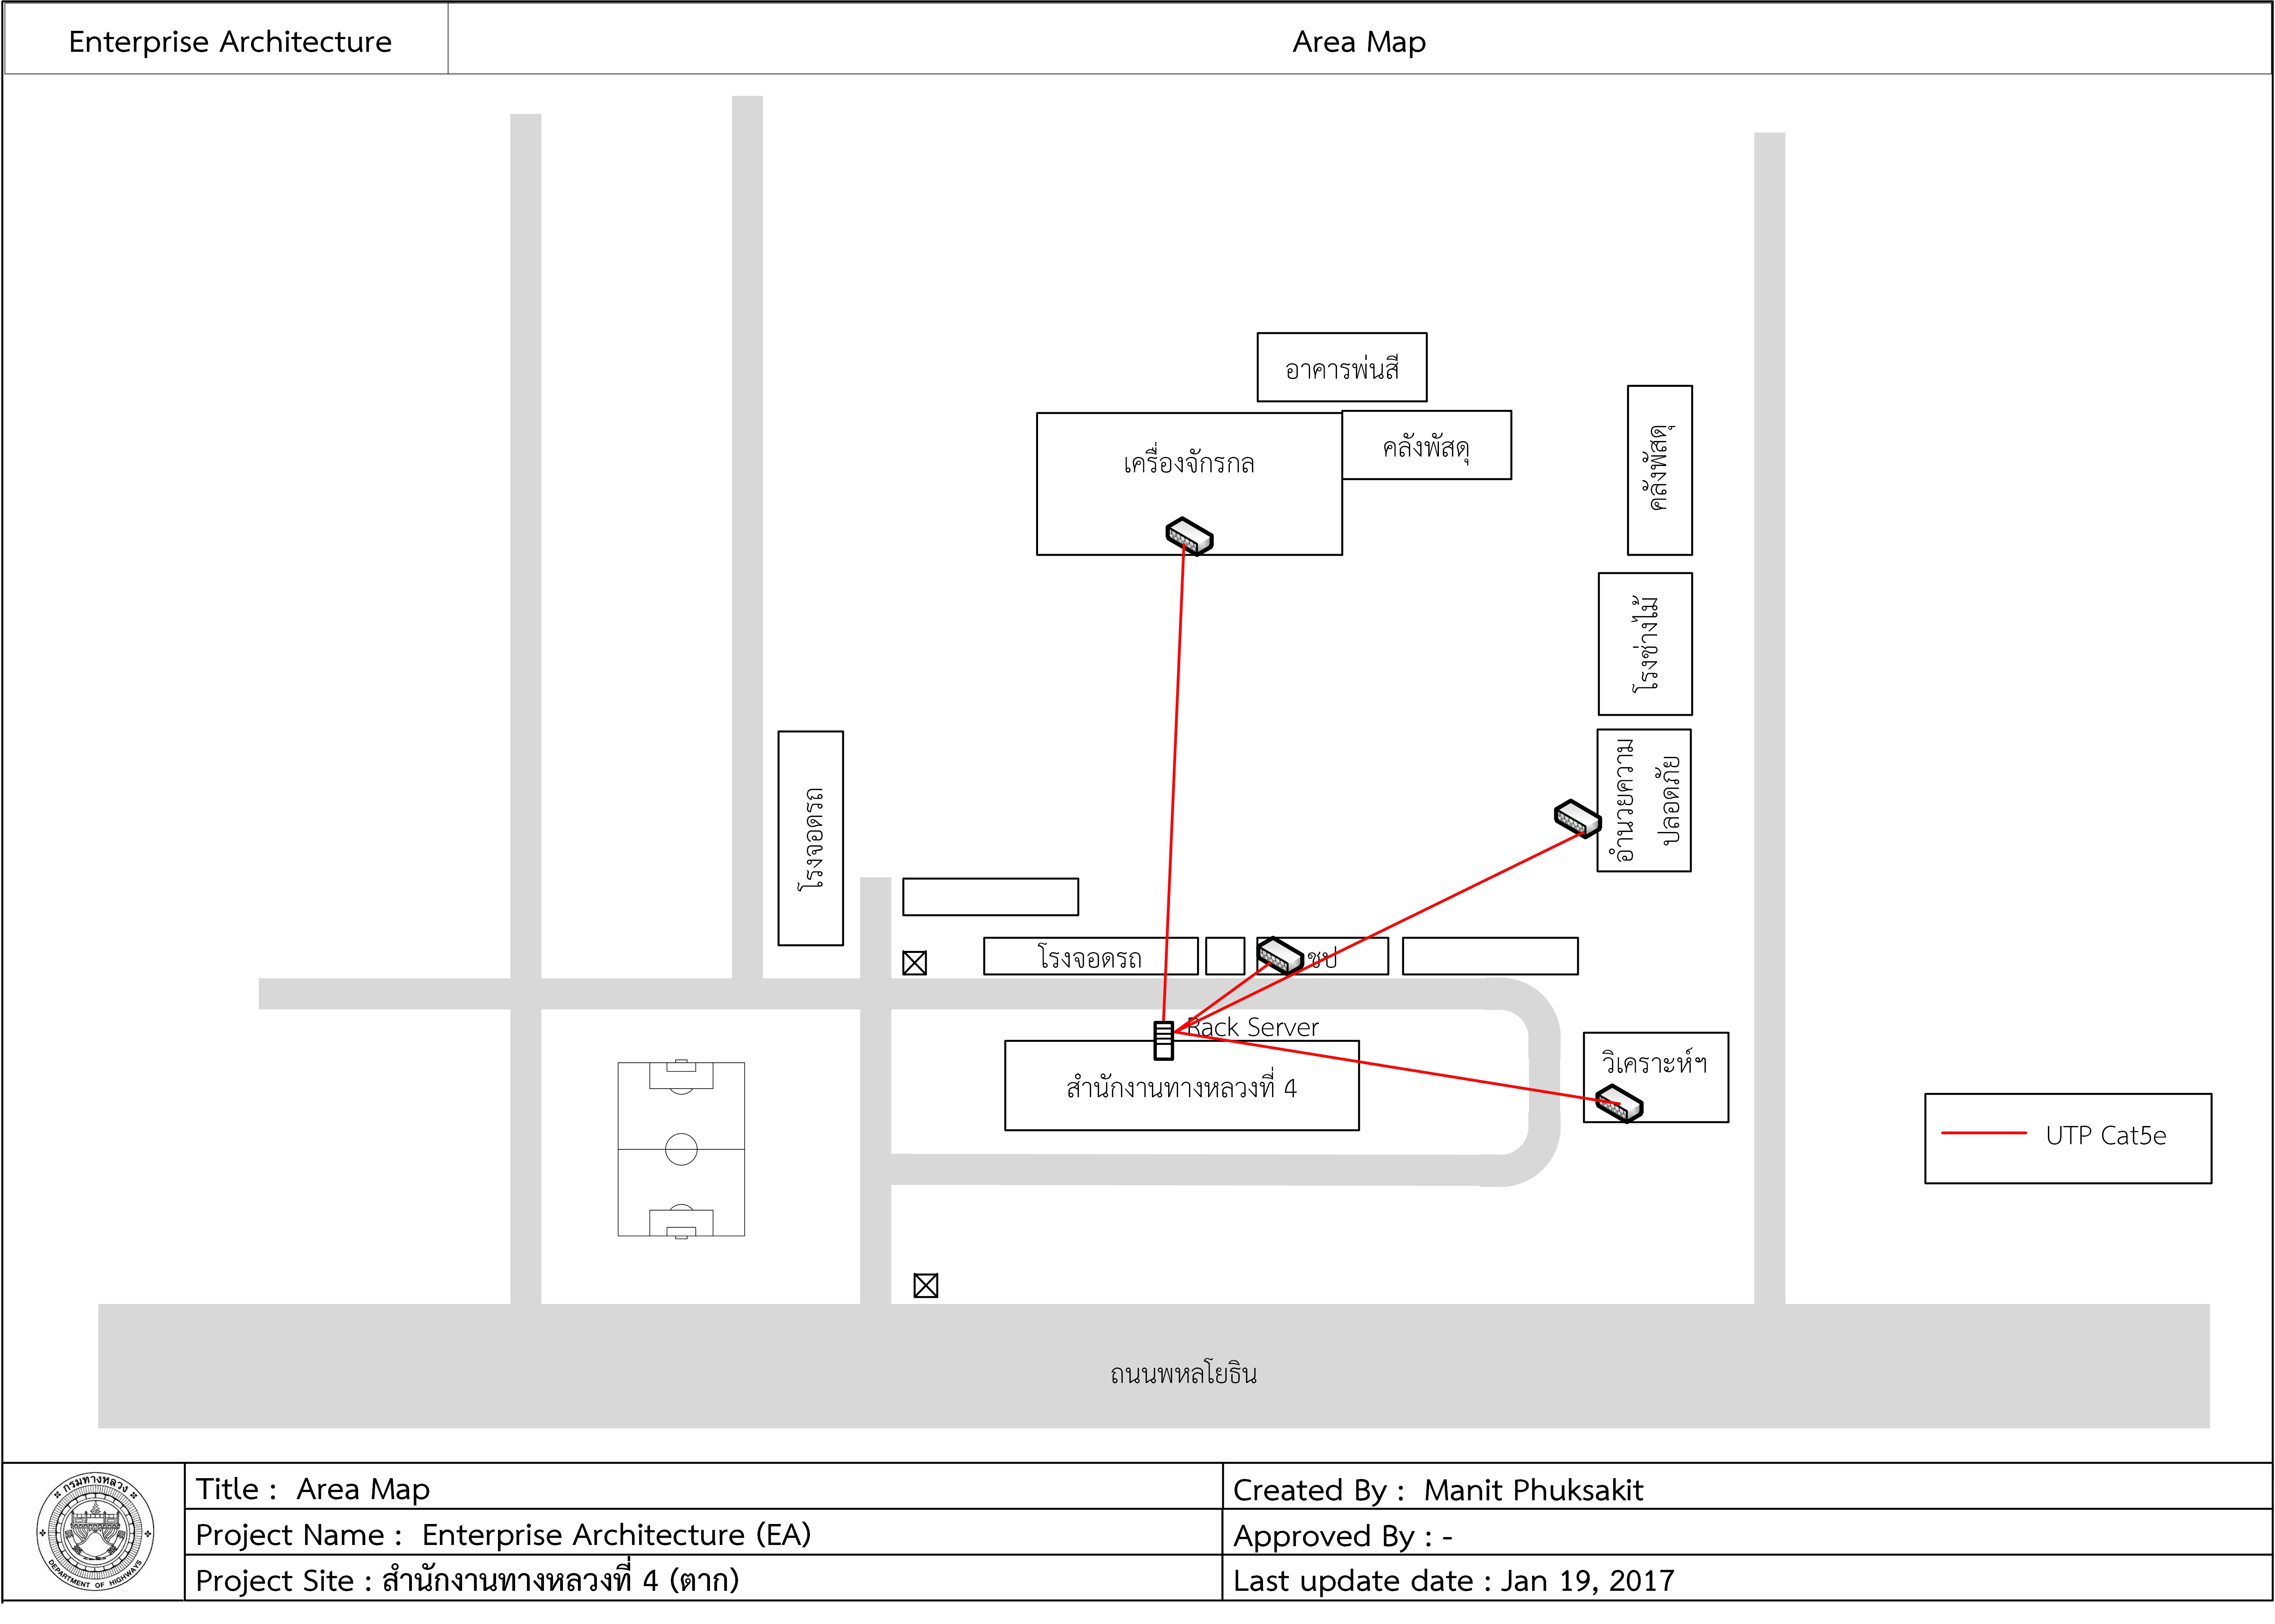 Enterprise Architecture
Area Map
อาคารพ่นสี
เครื่องจักรกล
คลังพัสดุ
คลังพัสดุ
โรงช่างไม้
อำนวยความ
ปลอดภัย
โรงจอดรถ
โรงจอดรถ
ชป
Rack Server
สำนักงานทางหลวงที่ 4
วิเคราะห์ฯ
UTP Cat5e
ถนนพหลโยธิน
กรมทางหลวง
DEPARTMENT OF HIGHWAYS
Title : Area Map
Created By : Manit Phuksakit
Project Name : Enterprise Architecture (EA)
Approved By : -
Project Site : สำนักงานทางหลวงที่ 4 (ตาก)
Last update date : Jan 19, 2017